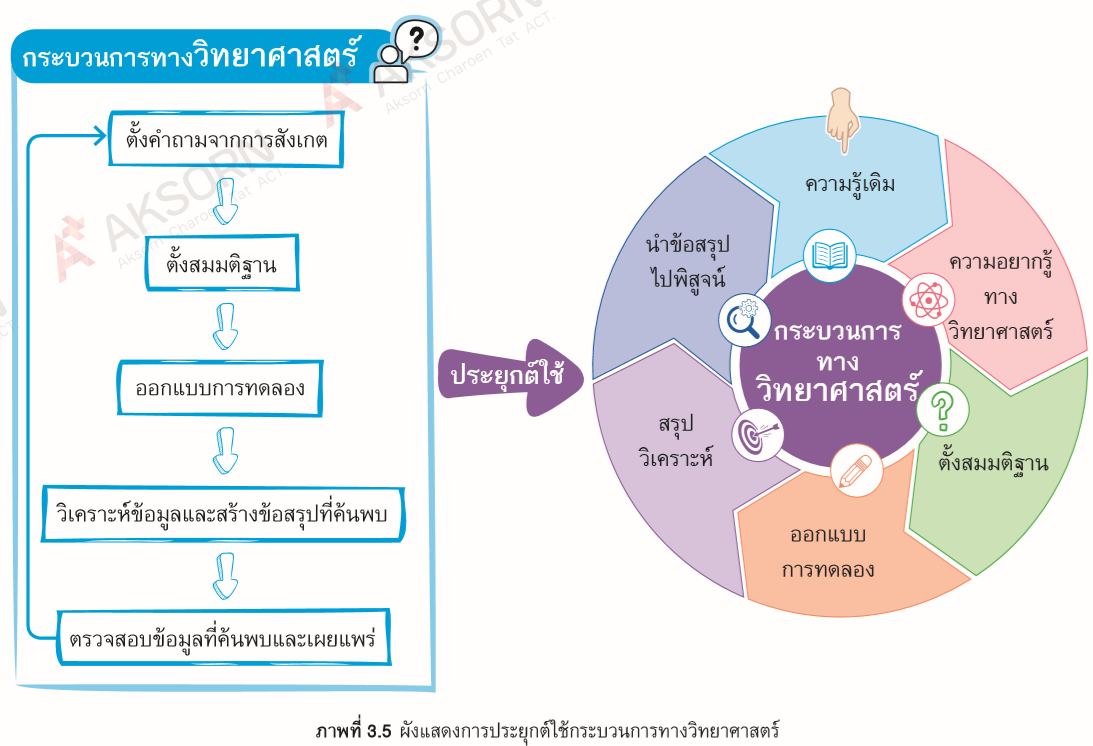 กระบวนการทางวิทยาศาสตร์
?
ตั้งคำถามจากการสังเกต
ตั้งสมมติฐาน
ออกแบบการทดลอง
วิเคราะห์ข้อมูลและสร้างข้อสรุปที่ค้นพบ
ตรวจสอบข้อมูลที่ค้นพบและเผยแพร่
ประยุกต์ใช้
ความรู้เดิม
ความอยากรู้
ทาง
วิทยาศาสตร์
ตั้งสมมติฐาน
ออกแบบ
การทดลอง
สรุป
วิเคราะห์
นำข้อสรุป
ไปพิสูจน์
กระบวนการ
ทาง
วิทยาศาสตร์
?
ภาพที่ 3.5 ผังแสดงการประยุกต์ใช้กระบวนการทางวิทยาศาสตร์
AKSORN
Aksorn Charoen Tat ACT.
AKSORN
Aksorn Charoen Tat ACT.